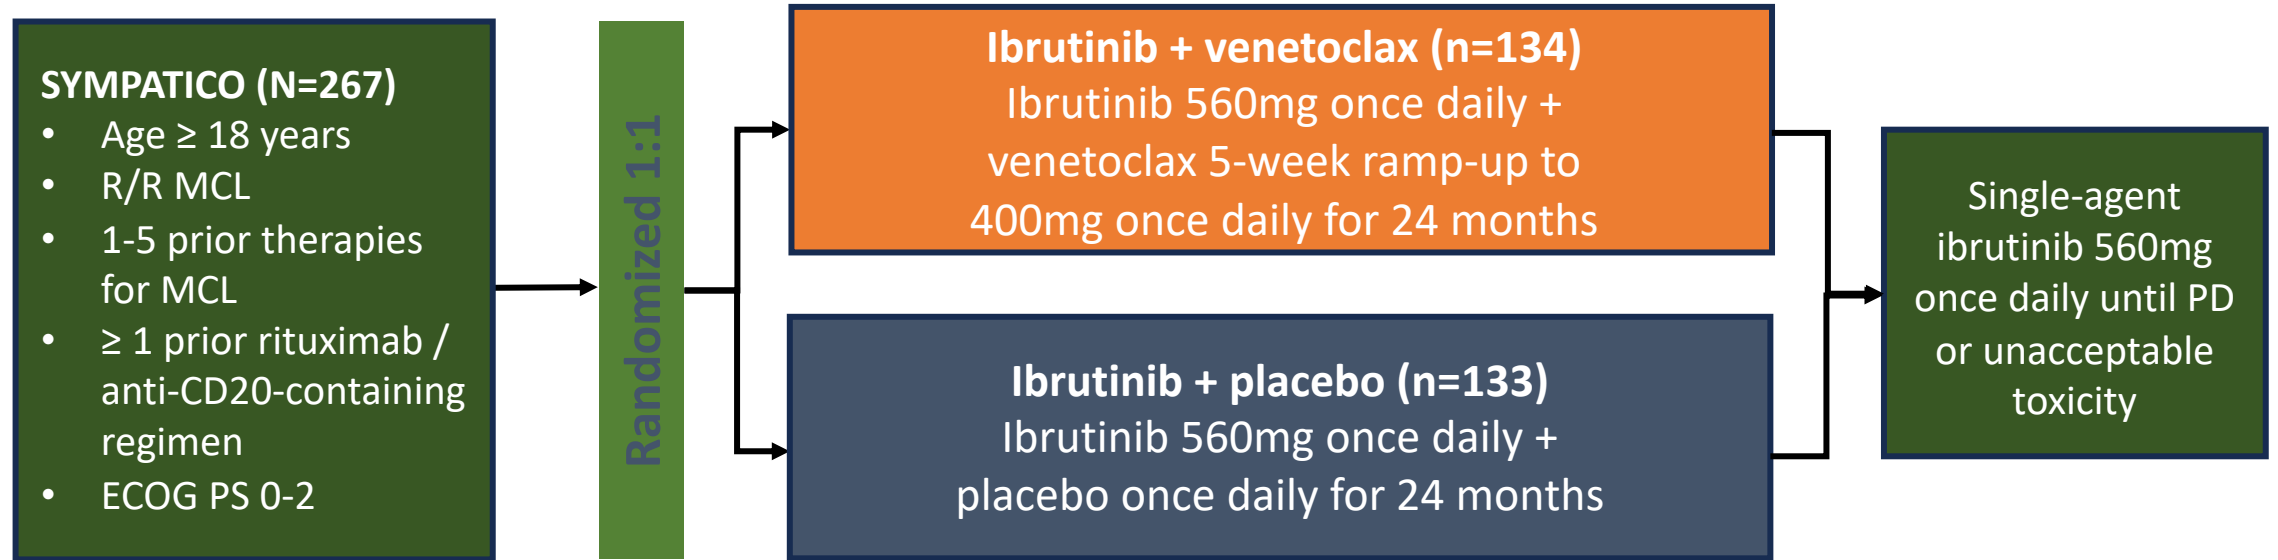 SYMPATICO (N=267)
• Age ≥ 18 years
• R/R MCL
• 1-5 prior therapies
for MCL
• ≥ 1 prior rituximab /
anti-CD20-containing
regimen
• ECOG PS 0-2
Randomized 1:1
Ibrutinib + venetoclax (n=134)
Ibrutinib 560mg once daily +
venetoclax 5-week ramp-up to
400mg once daily for 24 months
Ibrutinib + placebo (n=133)
Ibrutinib 560mg once daily +
placebo once daily for 24 months
Single-agent
ibrutinib 560mg
once daily until PD
or unacceptable
toxicity